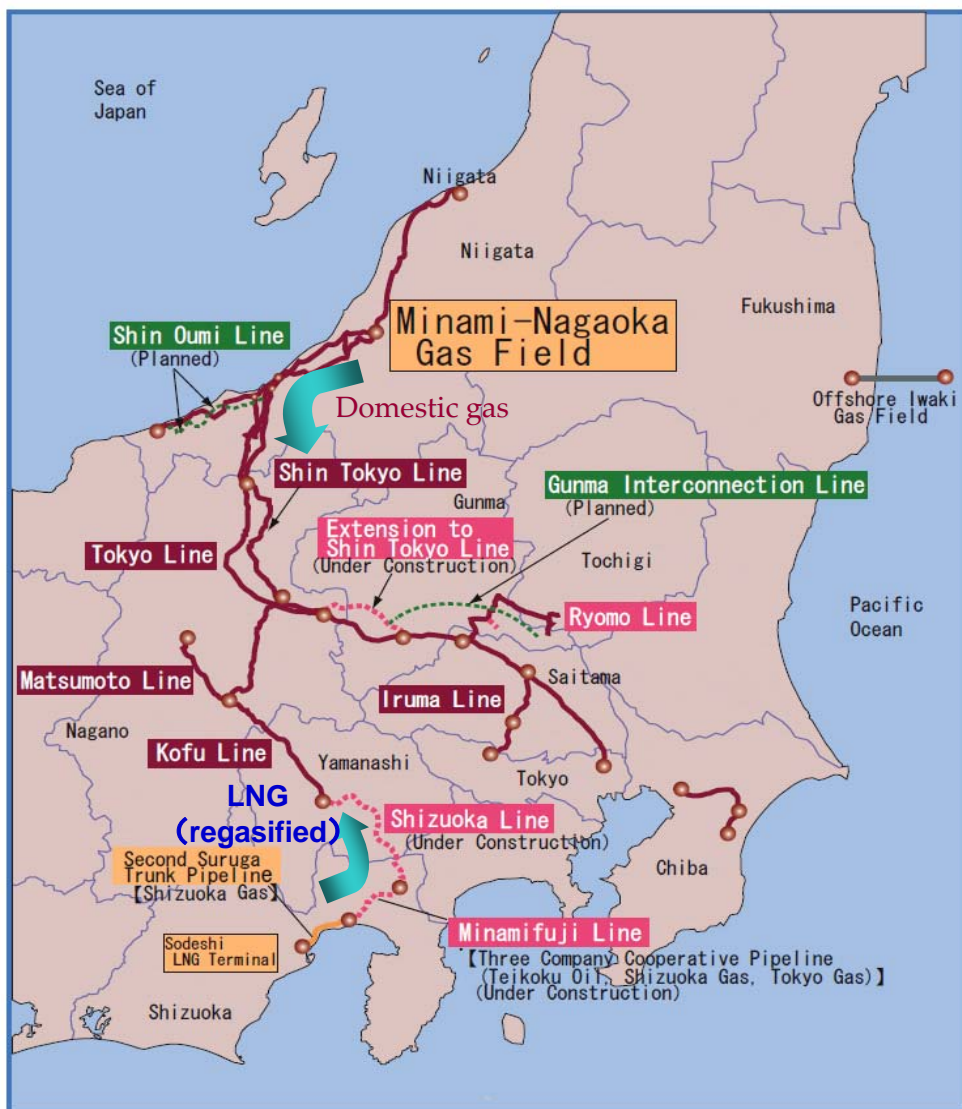 Sea of
Japan
Niigata
Niigata
Fukushima
Minami-Nagaoka
Gas Field
Shin Oumi Line
(Planned)
Offshore Iwaki
Gas Field
Domestic gas
Shin Tokyo Line
Gunma
Gunma Interconnection Line
(Planned)
Extension to
Shin Tokyo Line
(Under Construction)
Tochigi
Tokyo Line
Pacific
Ocean
Ryomo Line
Matsumoto Line
Saitama
Iruma Line
Nagano
Kofu Line
Yamanashi
Tokyo
LNG
（regasified）
Shizuoka Line
(Under Construction)
Chiba
Second Suruga
Trunk Pipeline
【Shizuoka Gas】
Minamifuji Line
【Three Company Cooperative Pipeline
(Teikoku Oil, Shizuoka Gas, Tokyo Gas)】
(Under Construction)
Sodeshi
LNG Terminal
Shizuoka